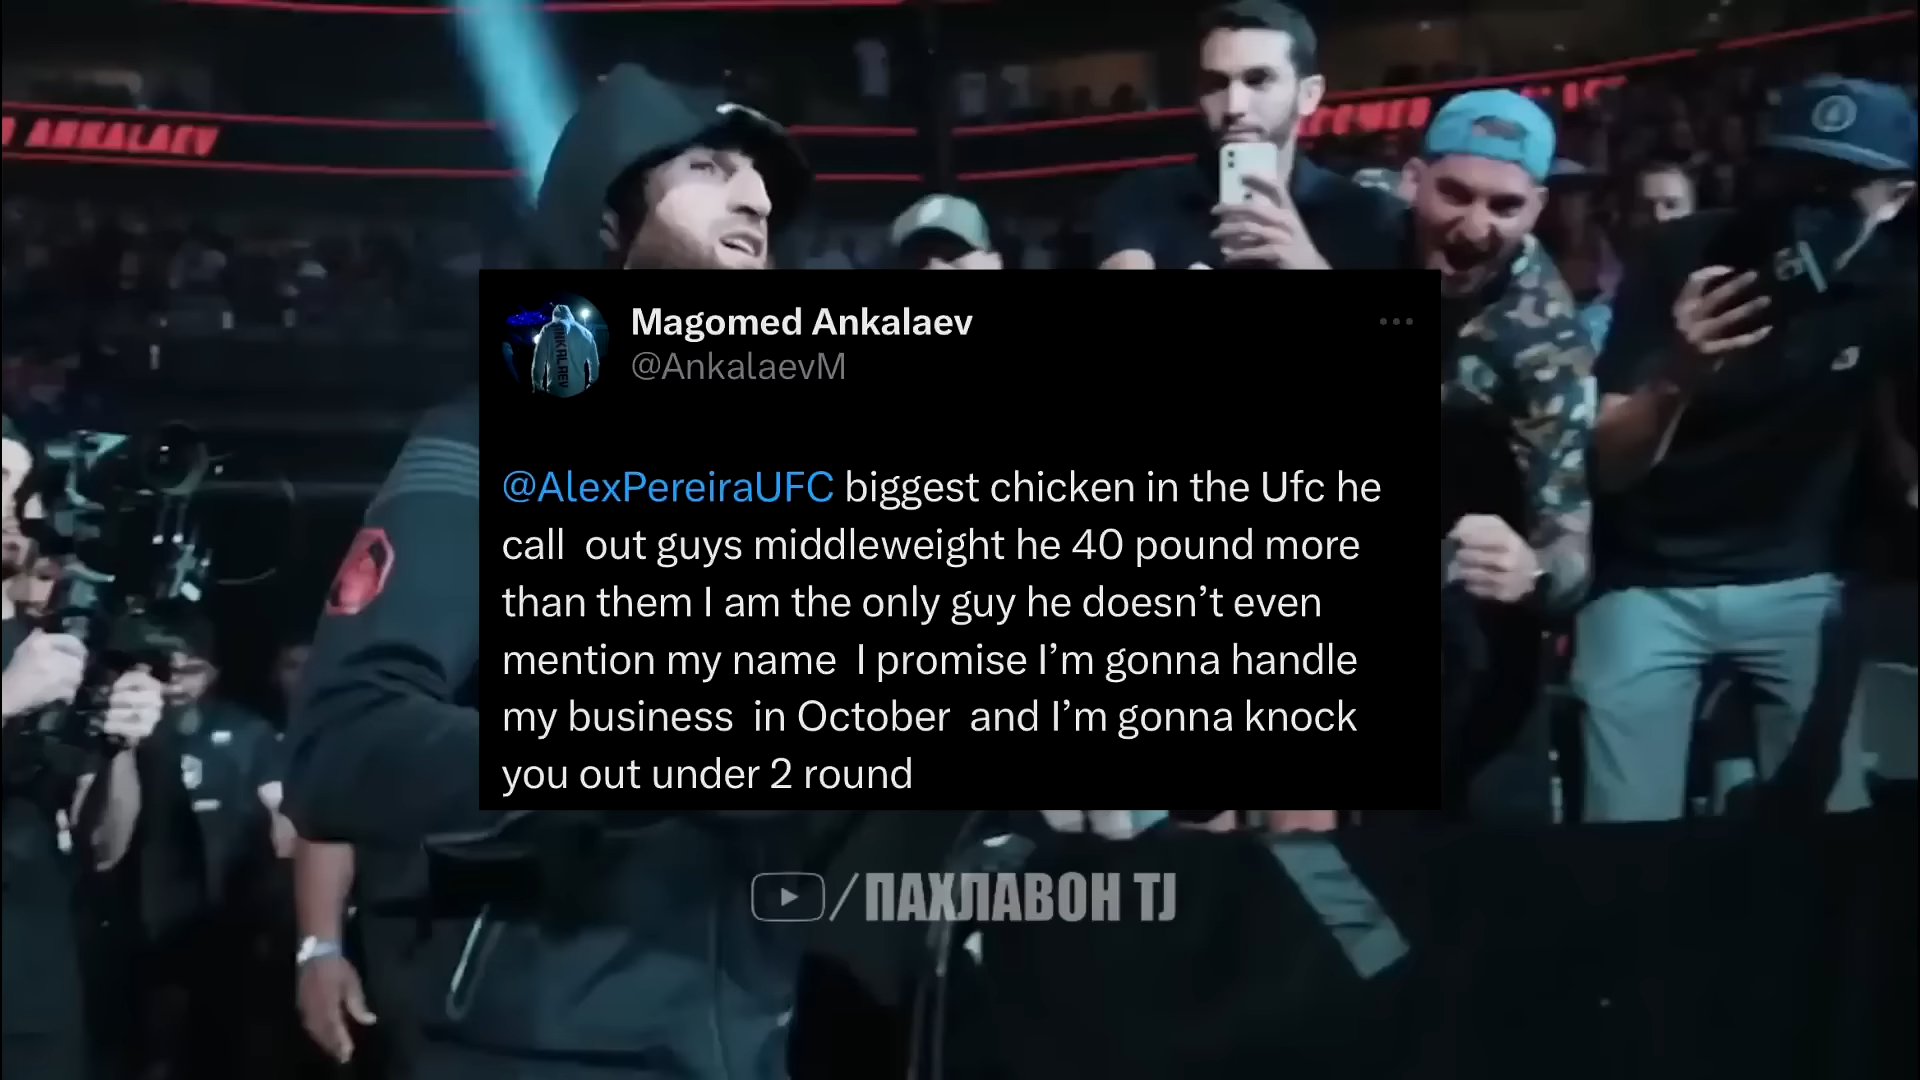 ANKALAEV
Magomed Ankalaev
@AnkalaevM
@AlexPereiraUFC biggest chicken in the Ufc he
call  out guys middleweight he 40 pound more
than them I am the only guy he doesn’t even
mention my name  I promise I’m gonna handle
my business  in October  and I’m gonna knock
you out under 2 round
/ПАХЛАВОН TJ